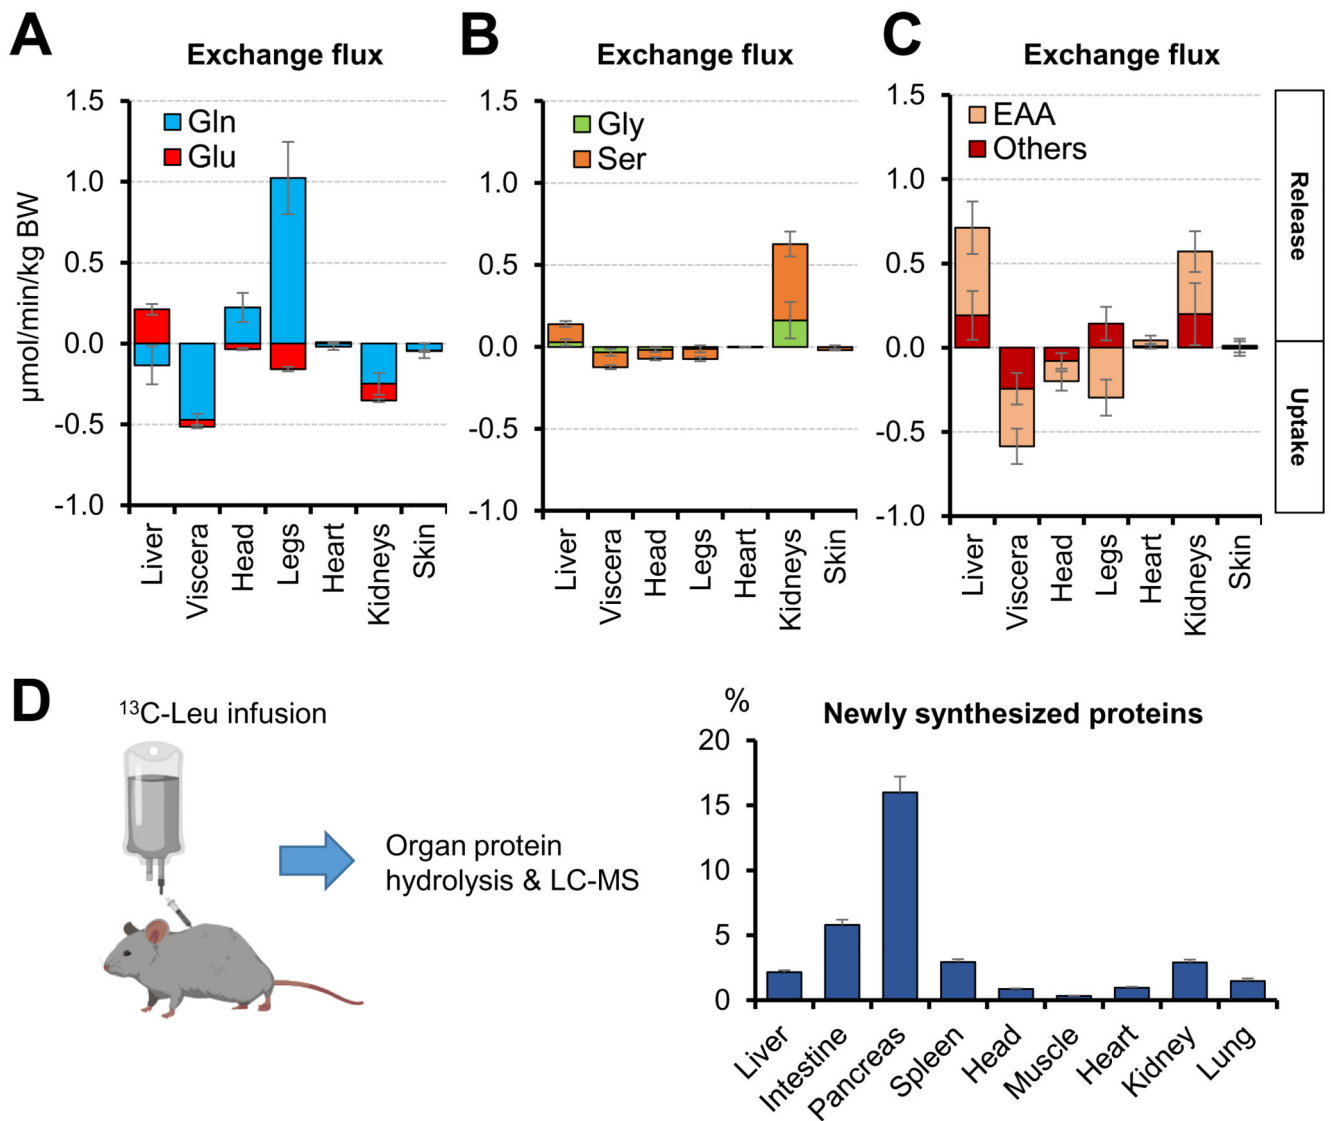 A
Exchange flux
B
Exchange flux
C
Exchange flux
μmol/min/kg BW
1.5
1.0
0.5
0.0
-0.5
-1.0
Gln
Glu
Liver
Viscera
Head
Legs
Heart
Kidneys
Skin
1.5
1.0
0.5
0.0
-0.5
-1.0
Gly
Ser
Liver
Viscera
Head
Legs
Heart
Kidneys
Skin
1.5
1.0
0.5
0.0
-0.5
-1.0
EAA
Others
Liver
Viscera
Head
Legs
Heart
Kidneys
Skin
Release
Uptake
D
¹³C-Leu infusion
Organ protein
hydrolysis & LC-MS
%
Newly synthesized proteins
20
15
10
5
0
Liver
Intestine
Pancreas
Spleen
Head
Muscle
Heart
Kidney
Lung